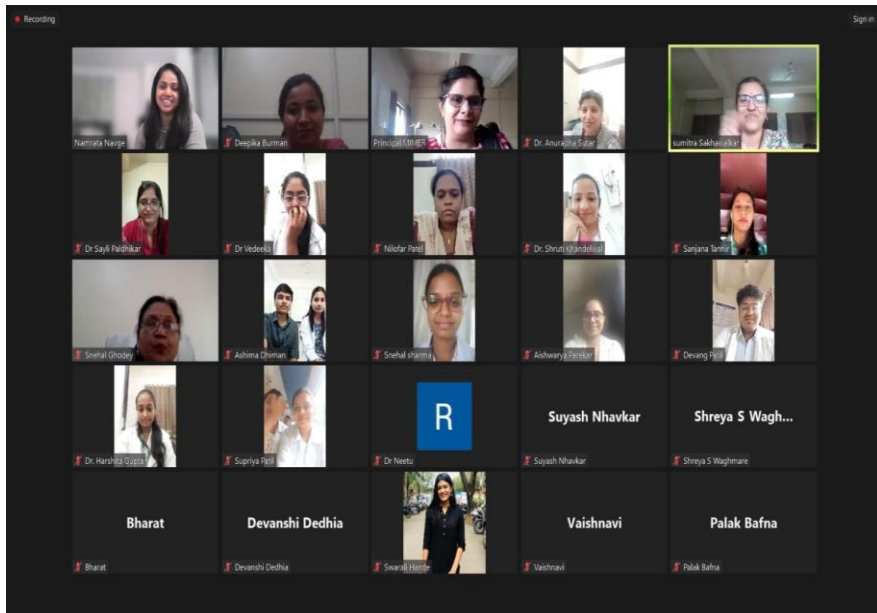 Recording
Sign in
Namrata Navge
Deepika Burman
Principal MIMER
Dr. Anuradha Sutar
sumitra Sakhawalkar
Dr Sayli Paldhikar
Dr Vedeeka
Nilofar Patel
Dr. Shruti Khandelwal
Sanjana Tannir
Snehal Ghodey
Ashima Dhiman
Snehal sharma
Aishwarya Parekar
Devang Patil
R
Suyash Nhavkar
Shreya S Wagh...
Dr. Harshita Gupta
Supriya Patil
Dr Neetu
Suyash Nhavkar
Shreya S Waghmare
Bharat
Devanshi Dedhia
Vaishnavi
Palak Bafna
Bharat
Devanshi Dedhia
Swarali Hande
Vaishnavi
Palak Bafna